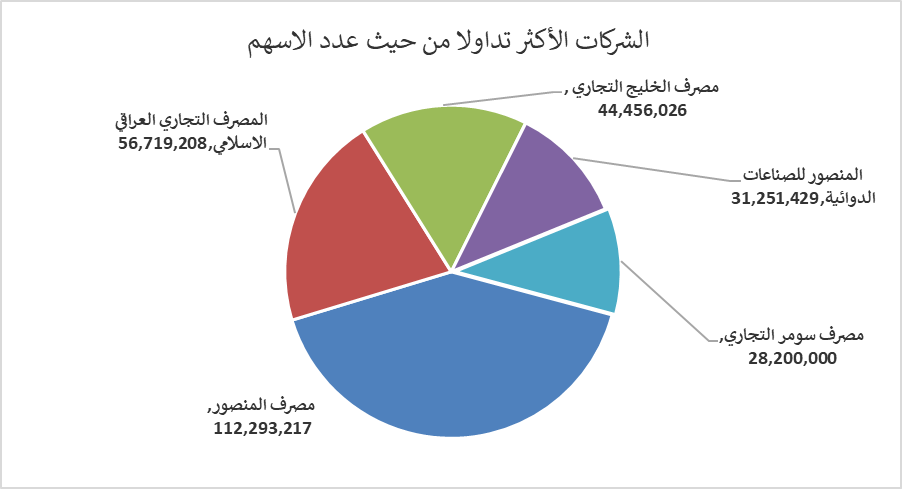 الشركات الأكثر تداولا من حيث عدد الاسهم
مصرف الخليج التجاري ,
44,456,026
المصرف التجاري العراقي
الاسلامي, 56,719,208
المنصور للصناعات
الدوائية, 31,251,429
مصرف سومر التجاري,
28,200,000
مصرف المنصور,
112,293,217